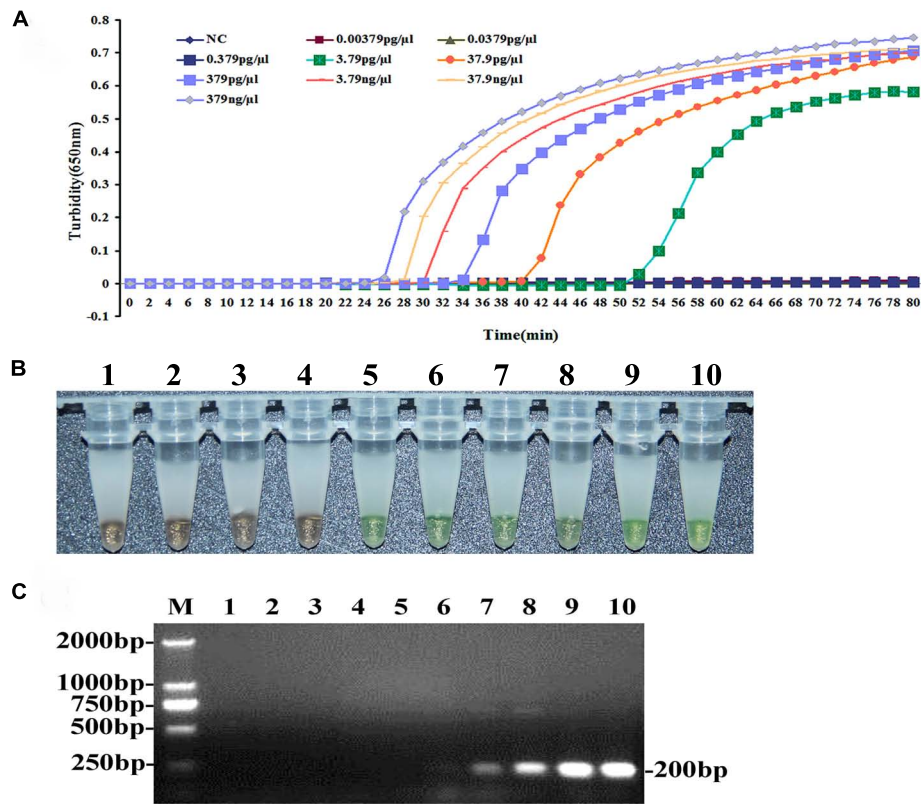 A
Turbidity(650nm)
0.8
0.7
0.6
0.5
0.4
0.3
0.2
0.1
0
-0.1
NC 0.00379pg/μl 0.0379pg/μl
0.379pg/μl 3.79pg/μl 37.9pg/μl
379pg/μl 3.79ng/μl 37.9ng/μl
379ng/μl
0 2 4 6 8 10 12 14 16 18 20 22 24 26 28 30 32 34 36 38 40 42 44 46 48 50 52 54 56 58 60 62 64 66 68 70 72 74 76 78 80
Time(min)
B
1 2 3 4 5 6 7 8 9 10
C
M 1 2 3 4 5 6 7 8 9 10
2000bp-
1000bp-
750bp-
500bp-
250bp-
-200bp